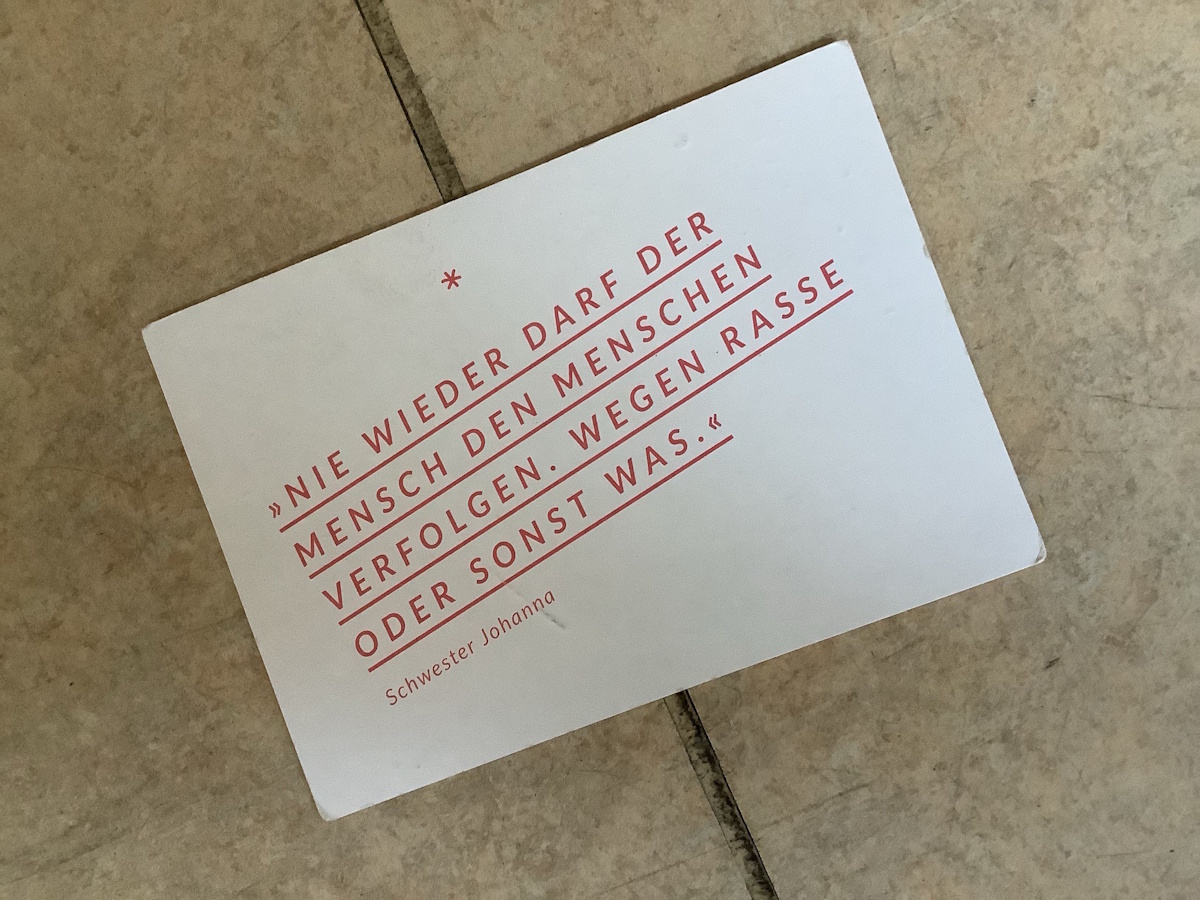 *
»NIE WIEDER DARF DER
MENSCH DEN MENSCHEN
VERFOLGEN. WEGEN RASSE
ODER SONST WAS.«
Schwester Johanna